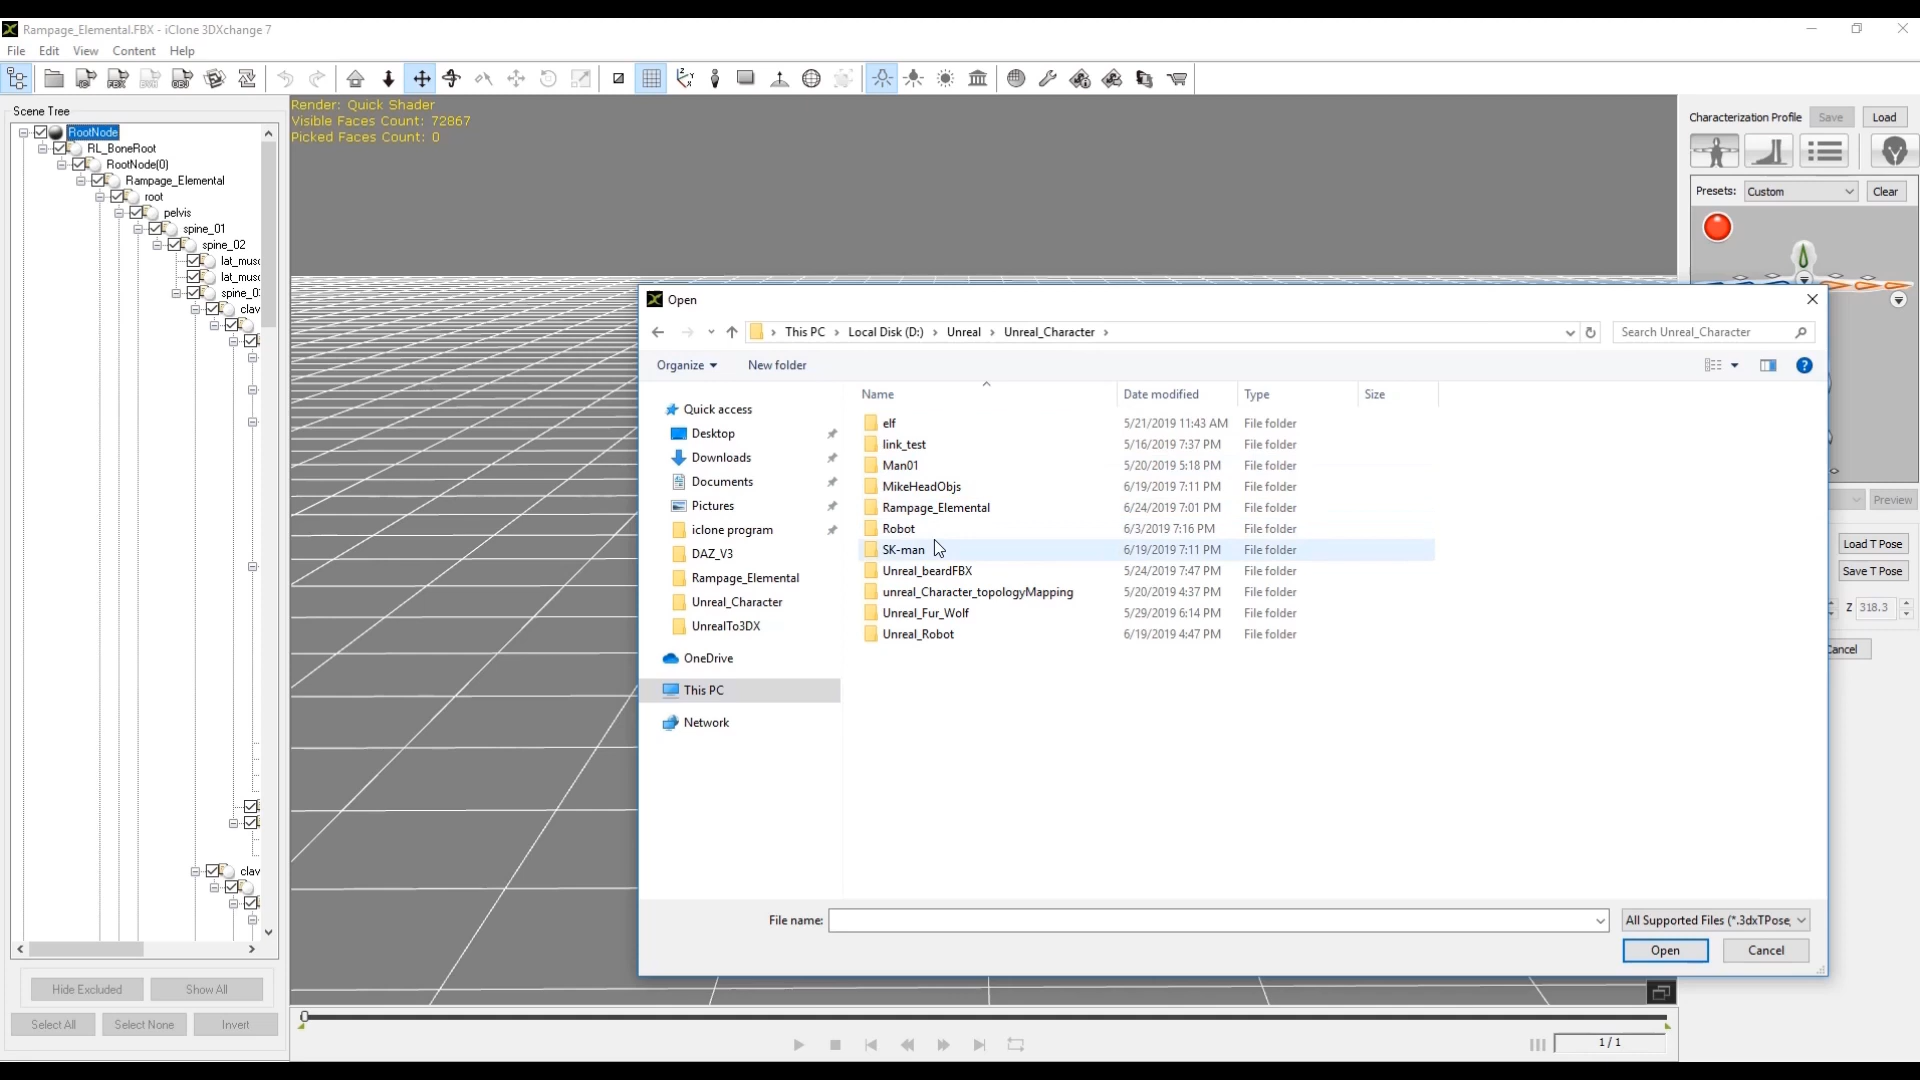 Rampage_Elemental.FBX - iClone 3DXchange 7
File Edit View Content Help
Scene Tree
RootNode
RL_BoneRoot
RootNode(0)
Rampage_Elemental
root
pelvis
spine_01
spine_02
lat_musc
lat_musc
spine_0
clav
clav
Hide Excluded Show All
Select All Select None Invert
Render: Quick Shader
Visible Faces Count: 72867
Picked Faces Count: 0
Open
This PC Local Disk (D:) Unreal Unreal_Character
Search Unreal_Character
Organize New folder
Quick access
Desktop
Downloads
Documents
Pictures
iclone program
DAZ_V3
Rampage_Elemental
Unreal_Character
UnrealTo3DX
OneDrive
This PC
Network
Name Date modified Type Size
elf 5/21/2019 11:43 AM File folder
link_test 5/16/2019 7:37 PM File folder
Man01 5/20/2019 5:18 PM File folder
MikeHeadObjs 6/19/2019 7:11 PM File folder
Rampage_Elemental 6/24/2019 7:01 PM File folder
Robot 6/3/2019 7:16 PM File folder
SK-man 6/19/2019 7:11 PM File folder
Unreal_beardFBX 5/24/2019 7:47 PM File folder
unreal_Character_topologyMapping 5/20/2019 4:37 PM File folder
Unreal_Fur_Wolf 5/29/2019 6:14 PM File folder
Unreal_Robot 6/19/2019 4:47 PM File folder
File name:
All Supported Files (*.3dxTPose,
Open Cancel
1 / 1
Characterization Profile Save Load
Presets: Custom Clear
Preview
Load T Pose
Save T Pose
Z 318.3
Cancel